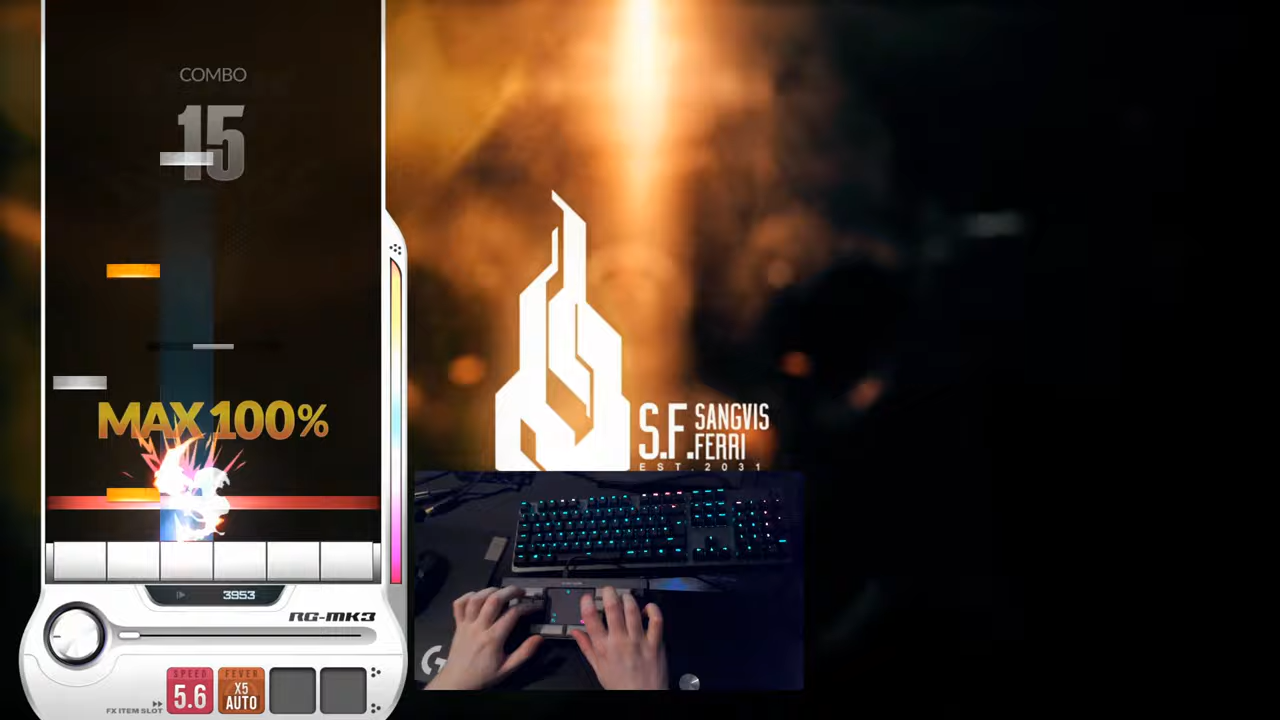 COMBO
15
MAX 100%
S.F. SANGVIS
FERRI
EST. 2031
3953
RG-MK3
SPEED
5.6
FEVER
X5
AUTO
FX ITEM SLOT